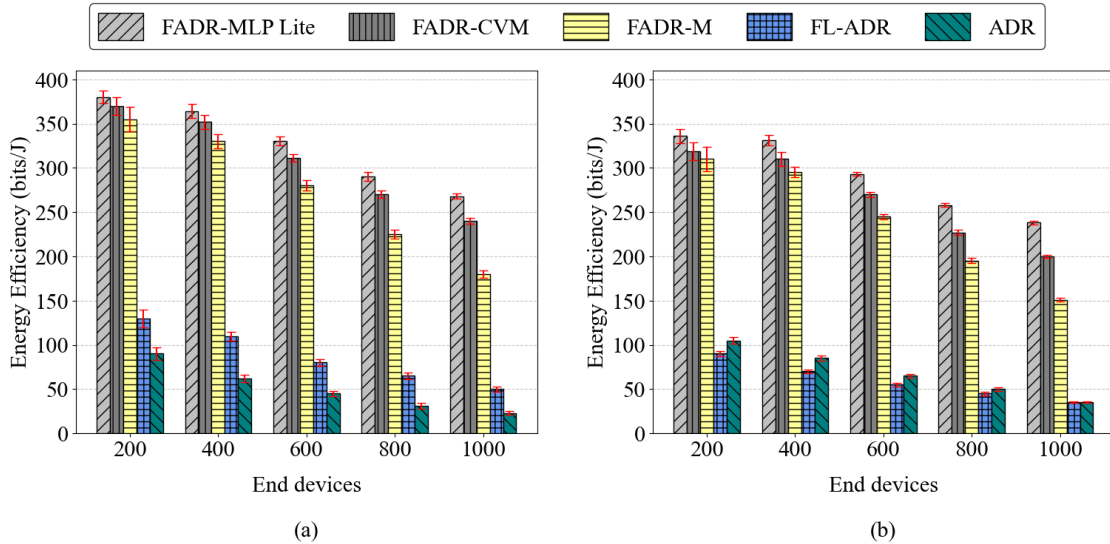 FADR-MLP Lite FADR-CVM FADR-M FL-ADR ADR
400
350
300
250
200
150
100
50
0
Energy Efficiency (bits/J)
200 400 600 800 1000
End devices
(a)
400
350
300
250
200
150
100
50
0
Energy Efficiency (bits/J)
200 400 600 800 1000
End devices
(b)